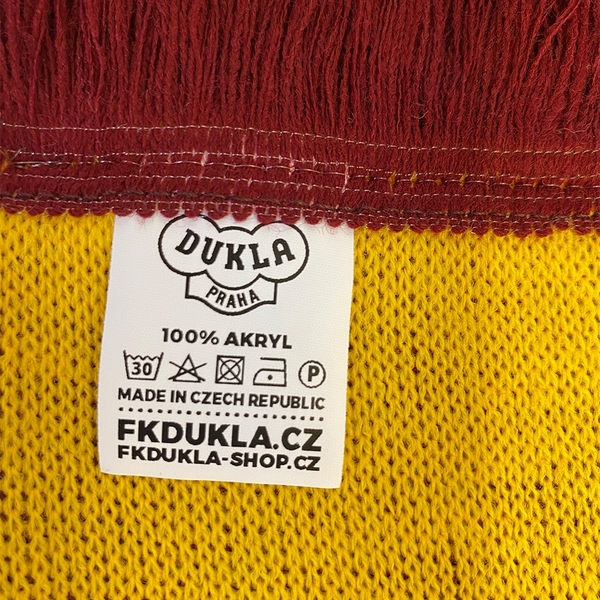 DUKLA
PRAHA
100% AKRYL
30 P
MADE IN CZECH REPUBLIC
FKDUKLA.CZ
FKDUKLA-SHOP.CZ